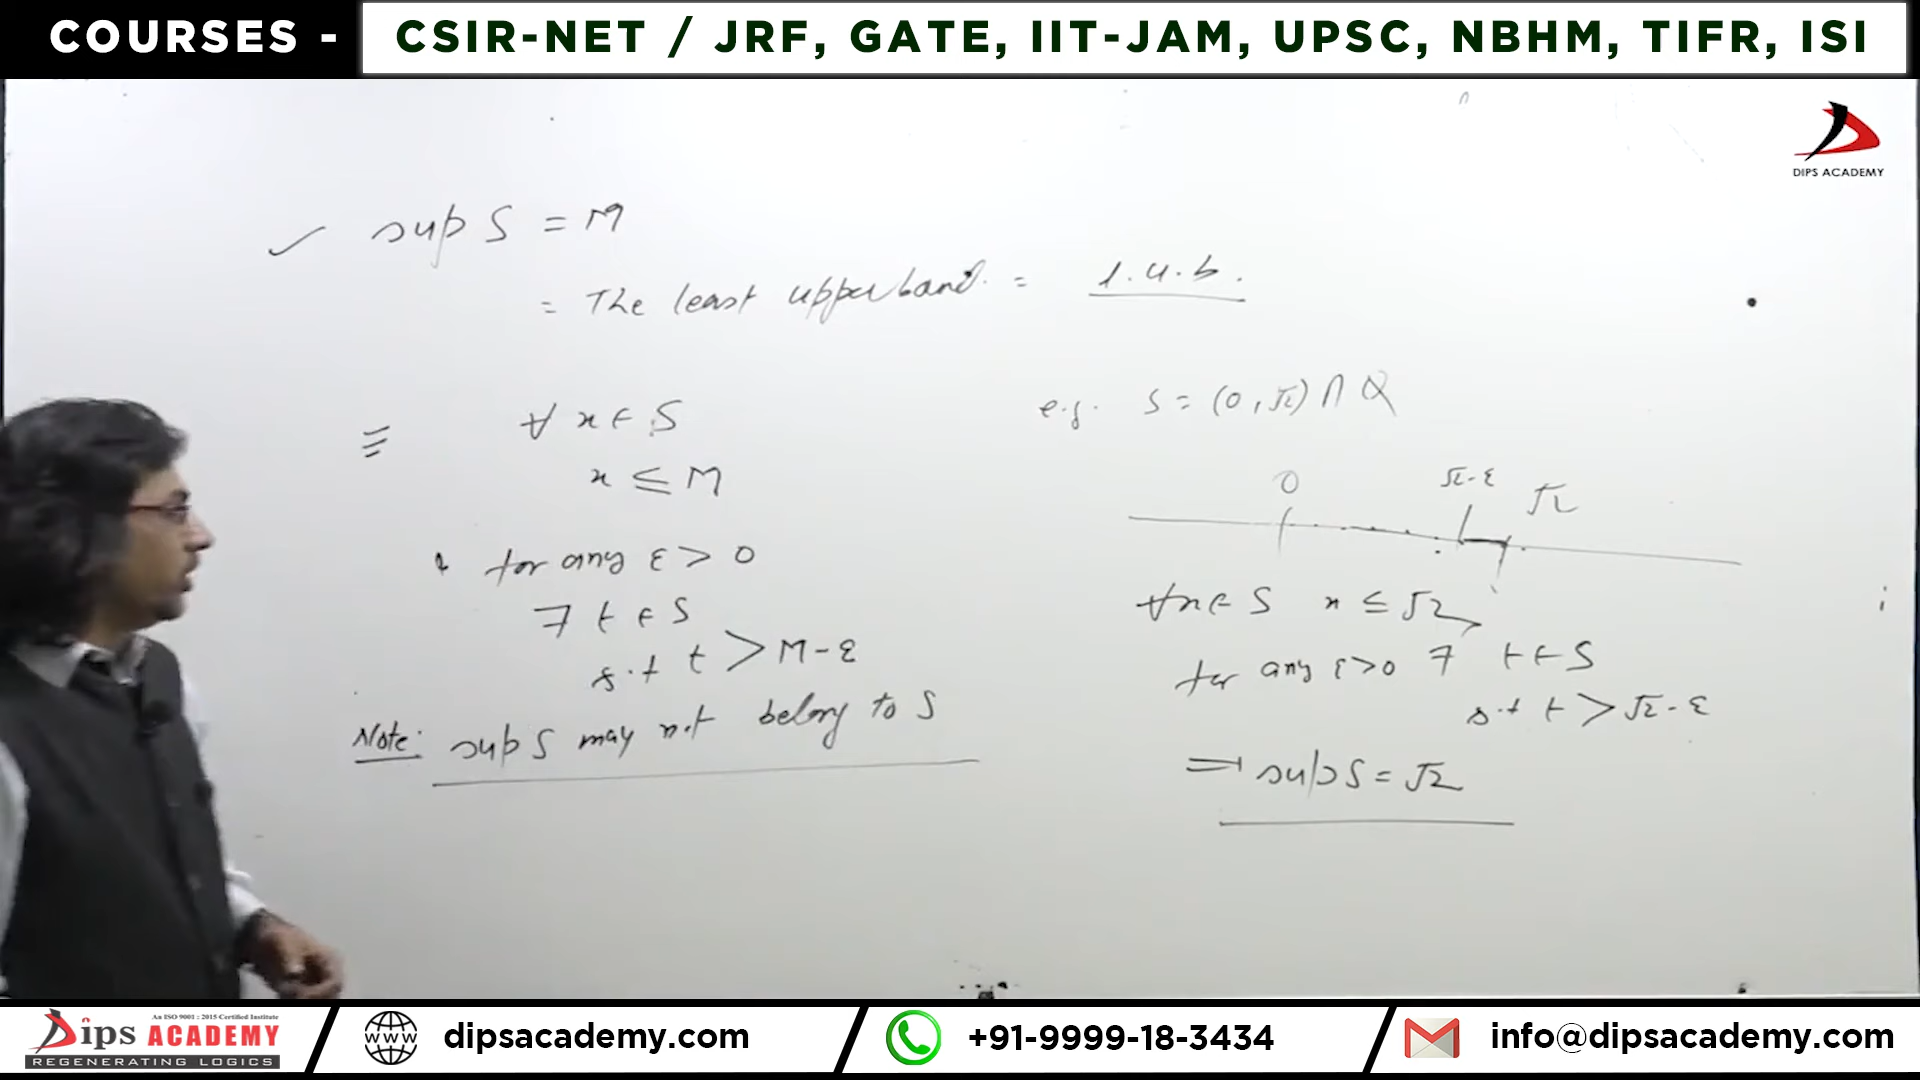 COURSES - CSIR-NET / JRF, GATE, IIT-JAM, UPSC, NBHM, TIFR, ISI
DIPS ACADEMY
✓ sup S = M
= The least upper bound. = l.u.b.
≡ ∀ x ∈ S
x ≤ M
& for any ε > 0
∃ t ∈ S
s.t t > M-ε
Note: sup S may not belong to S
e.g. S = (0, √2) ∩ Q
0 √2-ε √2
∀ x ∈ S x ≤ √2
for any ε>0 ∃ t ∈ S
s.t t > √2-ε
⇒ sup S = √2
An ISO 9001 : 2015 Certified Institute
Dips ACADEMY
REGENERATING LOGICS
www dipsacademy.com
+91-9999-18-3434
info@dipsacademy.com